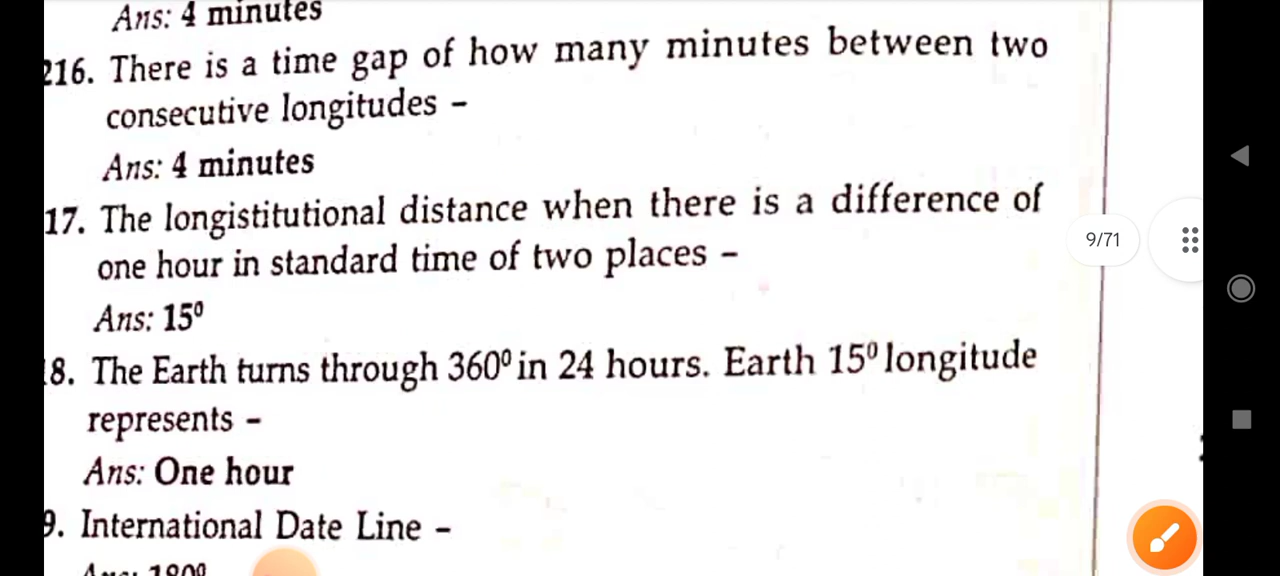 Ans: 4 minutes
216. There is a time gap of how many minutes between two
consecutive longitudes –
Ans: 4 minutes
17. The longistitutional distance when there is a difference of
one hour in standard time of two places –
Ans: 15⁰
9/71
8. The Earth turns through 360⁰ in 24 hours. Earth 15⁰ longitude
represents –
Ans: One hour
9. International Date Line –
Ans: 180⁰